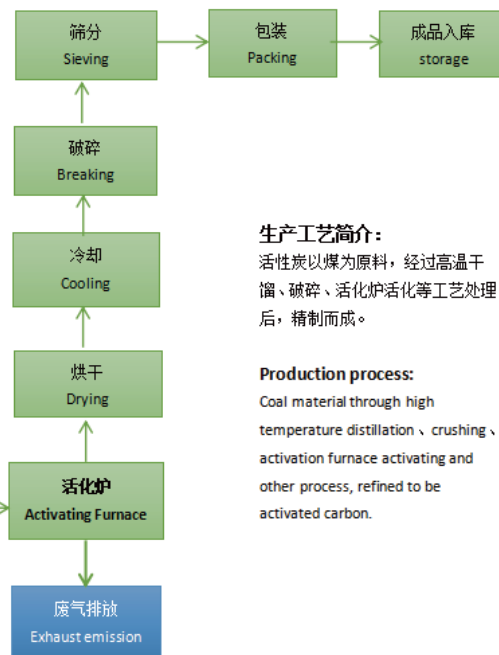 筛分
Sieving
包装
Packing
成品入库
storage
破碎
Breaking
冷却
Cooling
烘干
Drying
活化炉
Activating Furnace
废气排放
Exhaust emission
生产工艺简介：
活性炭以煤为原料，经过高温干
馏、破碎、活化炉活化等工艺处理
后，精制而成。
Production process:
Coal material through high
temperature distillation 、crushing 、
activation furnace activating and
other process, refined to be
activated carbon.